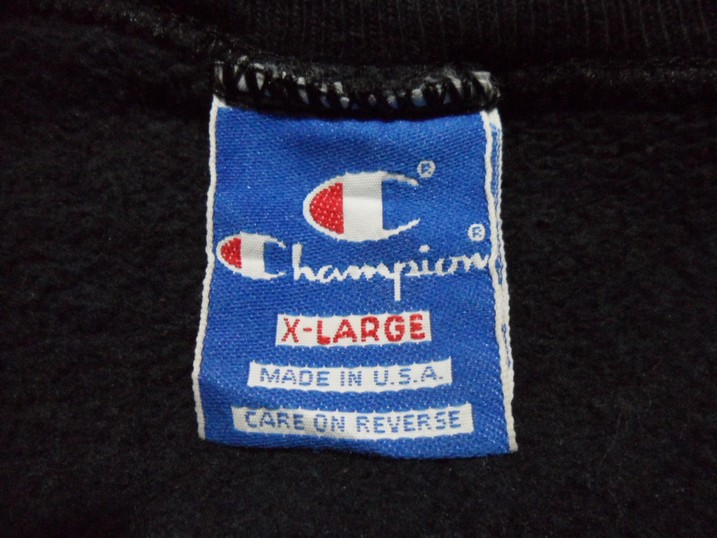 C®
Champion®
X-LARGE
MADE IN U.S.A.
CARE ON REVERSE